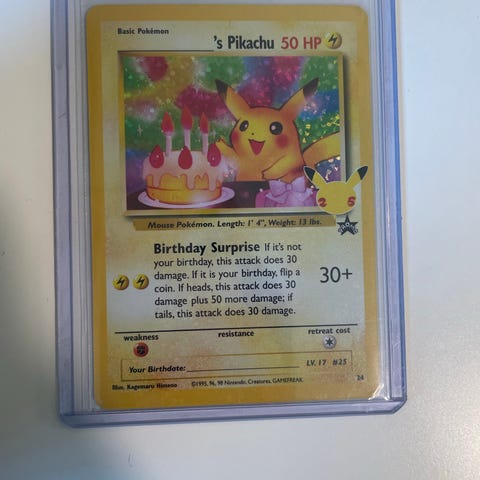 Basic Pokémon
's Pikachu 50 HP
2 5
Mouse Pokémon. Length: 1' 4", Weight: 13 lbs.
Birthday Surprise If it's not
your birthday, this attack does 30
damage. If it is your birthday, flip a
coin. If heads, this attack does 30
damage plus 50 more damage; if
tails, this attack does 30 damage.
30+
weakness resistance retreat cost
Your Birthdate:
LV. 17 #25
Illus. Kagemaru Himeno ©1995, 96, 98 Nintendo, Creatures, GAMEFREAK. 24